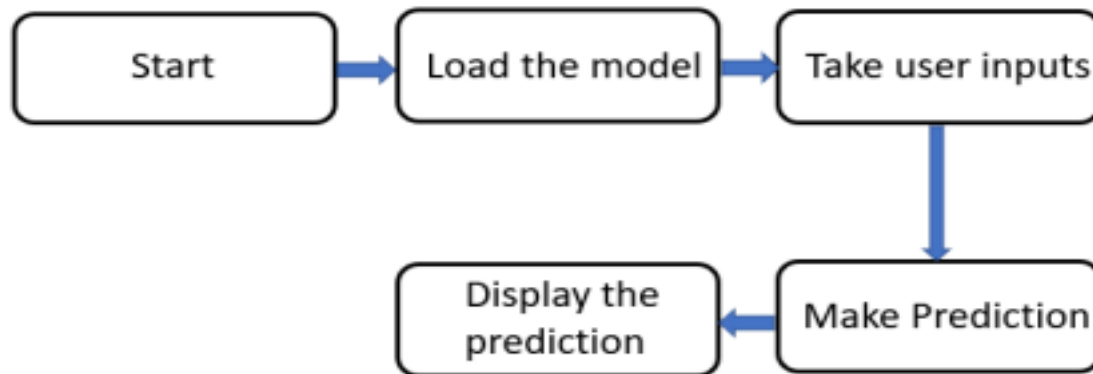 Start
Load the model
Take user inputs
Make Prediction
Display the
prediction